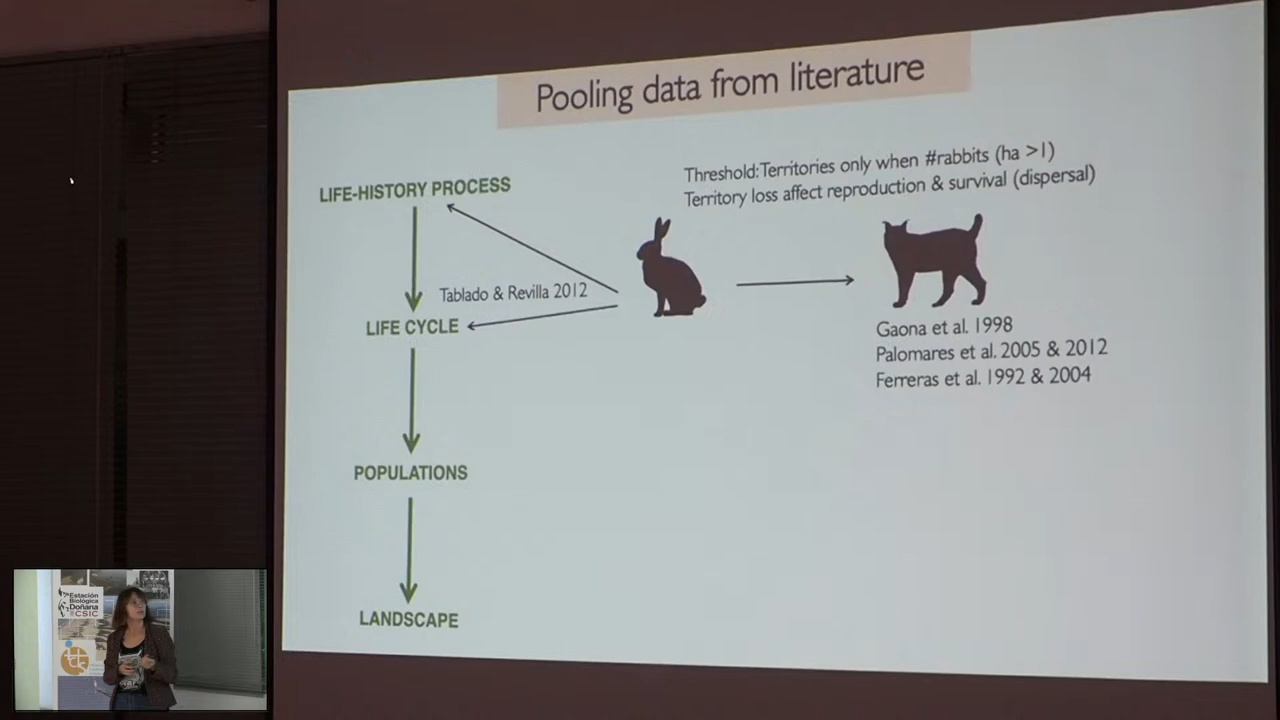 Pooling data from literature
Threshold: Territories only when #rabbits (ha >1)
Territory loss affect reproduction & survival (dispersal)
LIFE-HISTORY PROCESS
Tablado & Revilla 2012
LIFE CYCLE
Gaona et al. 1998
Palomares et al. 2005 & 2012
Ferreras et al. 1992 & 2004
POPULATIONS
LANDSCAPE
Estación
Biológica
Doñana
CSIC